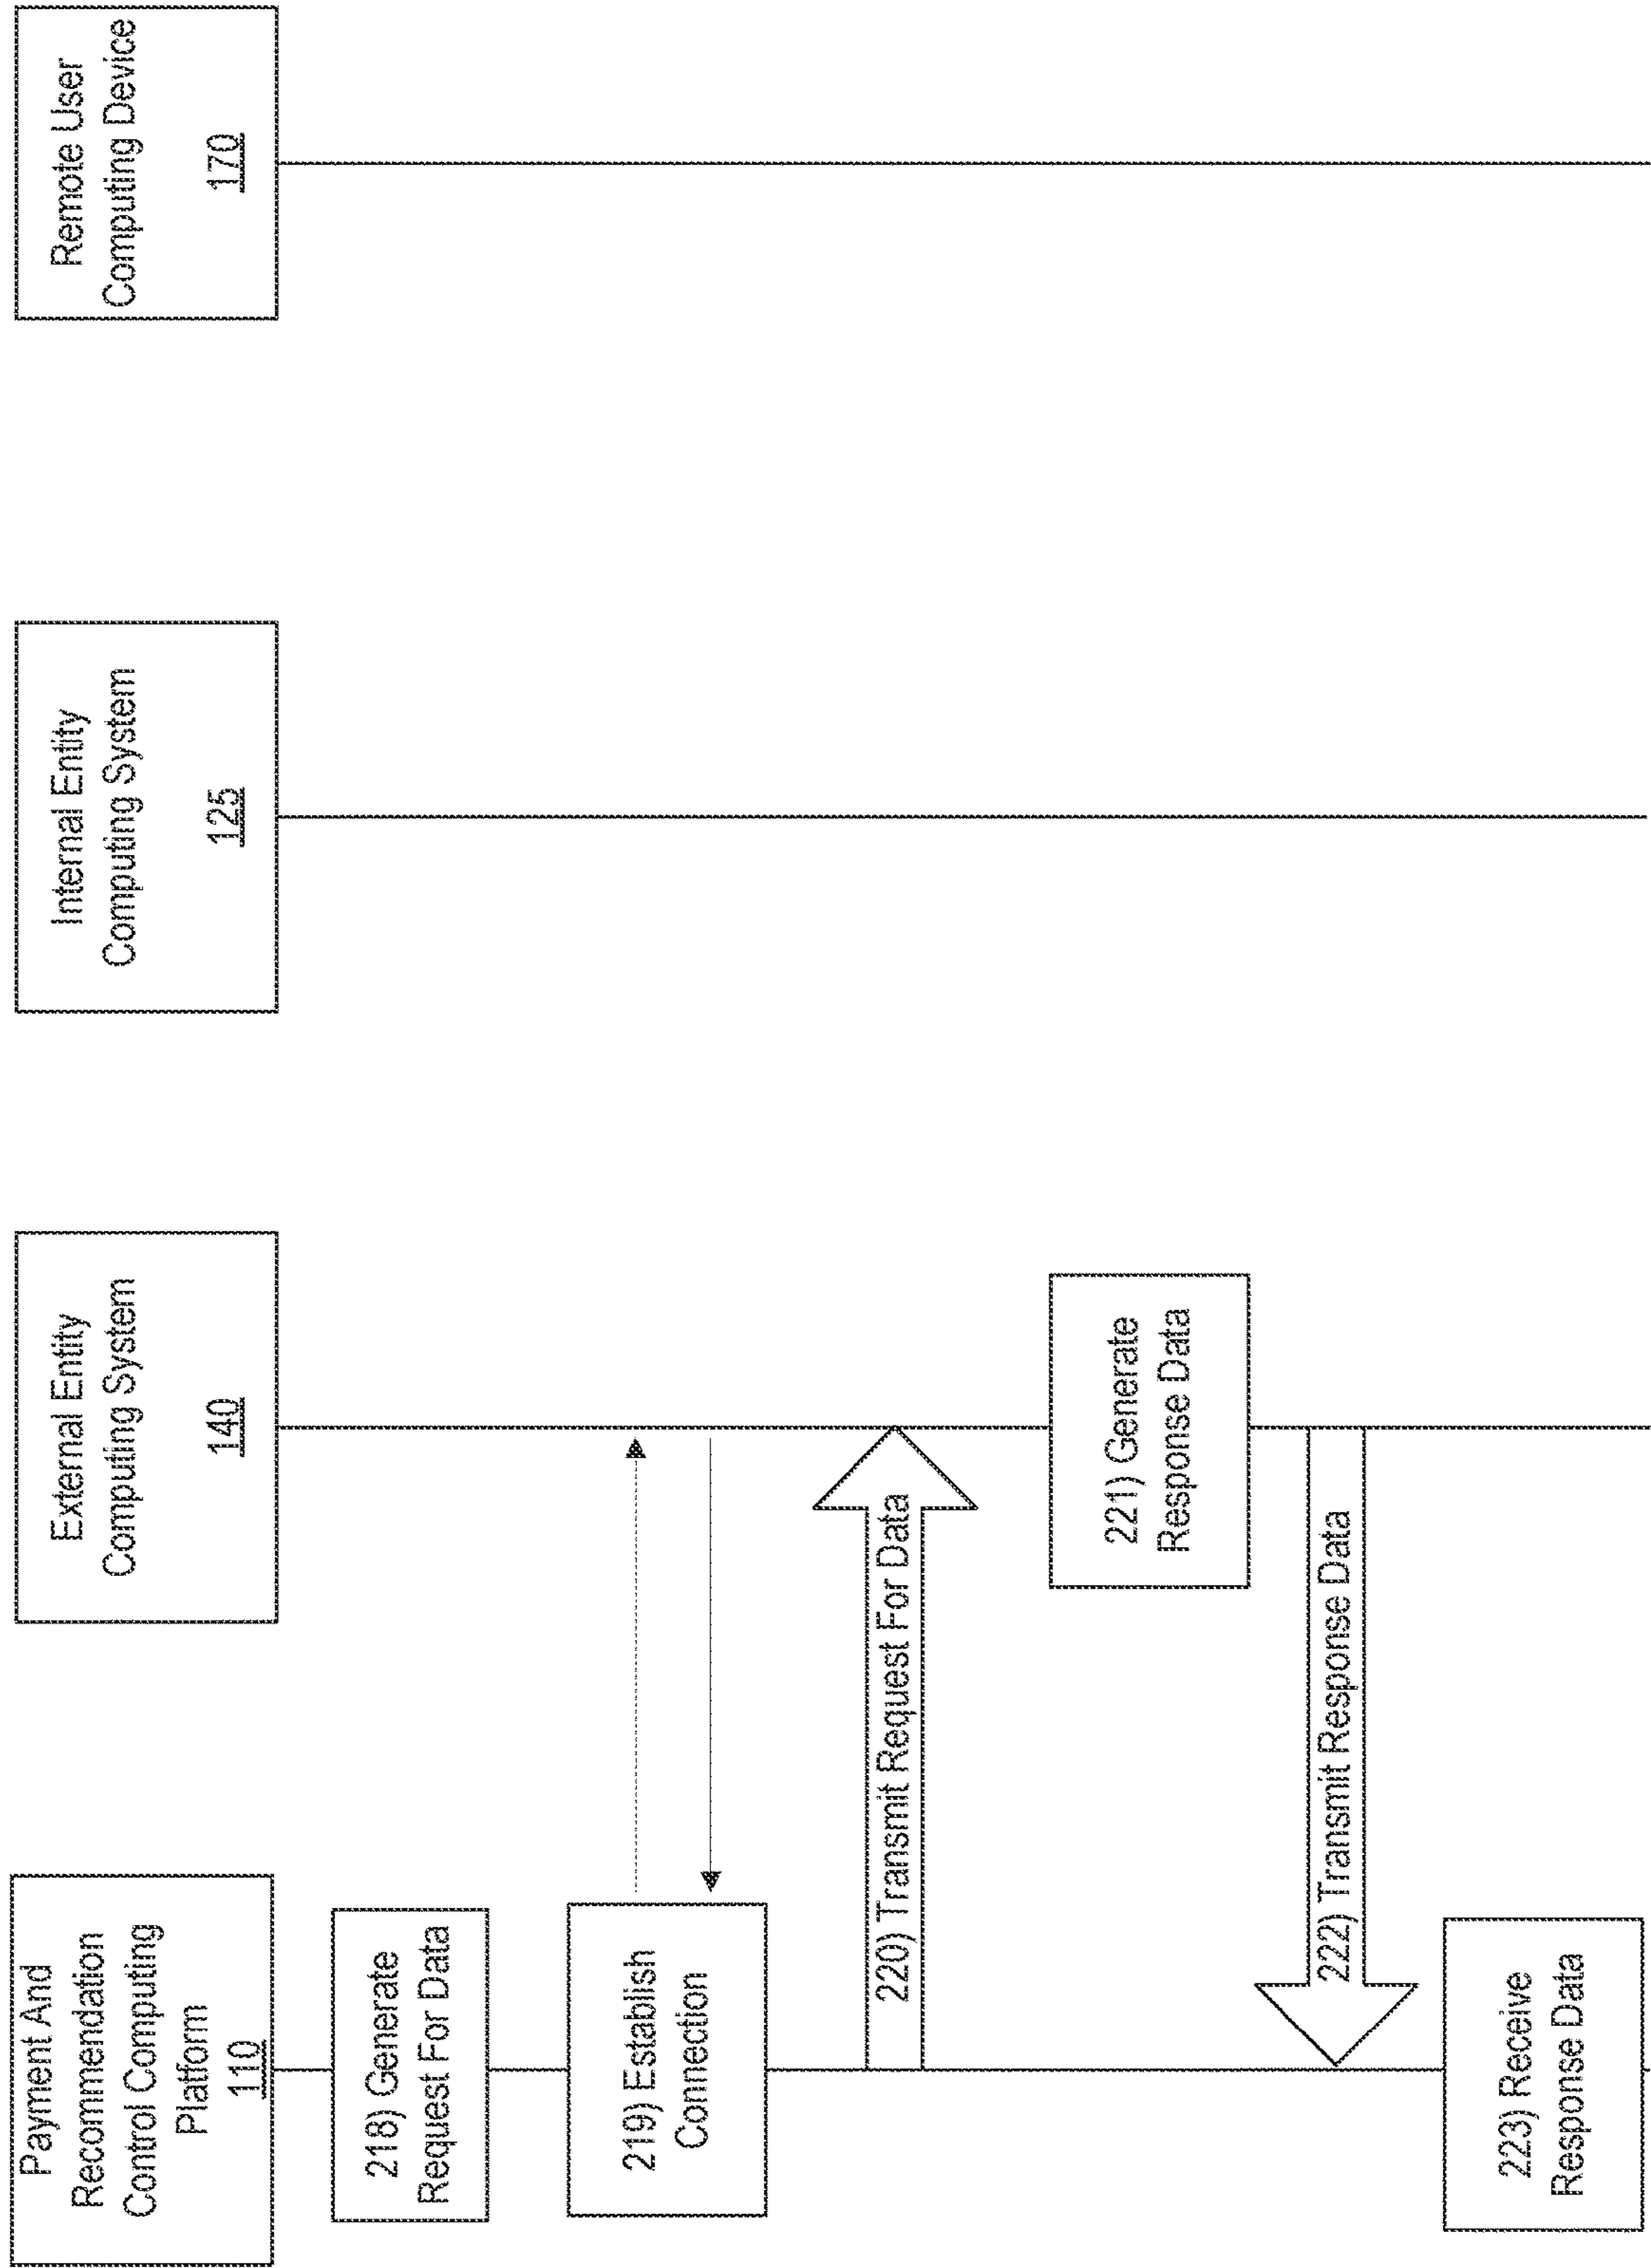 Payment And
Recommendation
Control Computing
Platform
110
External Entity
Computing System
140
Internal Entity
Computing System
125
Remote User
Computing Device
170
218) Generate
Request For Data
219) Establish
Connection
220) Transmit Request For Data
221) Generate
Response Data
222) Transmit Response Data
223) Receive
Response Data